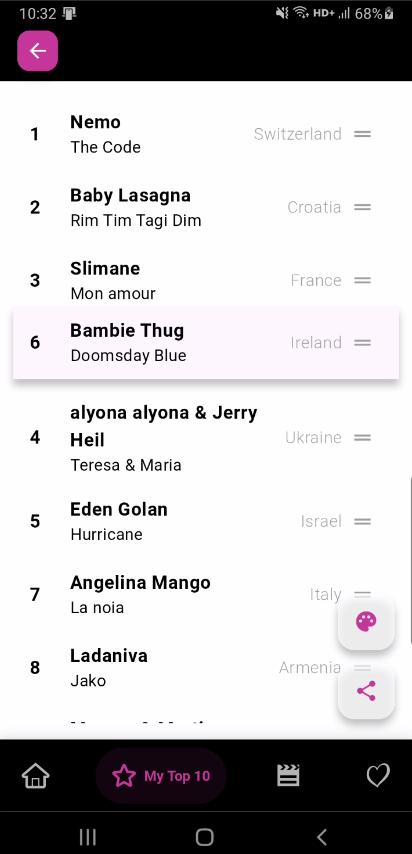 10:32 HD+ 68%
1 Nemo Switzerland
The Code
2 Baby Lasagna Croatia
Rim Tim Tagi Dim
3 Slimane France
Mon amour
6 Bambie Thug Ireland
Doomsday Blue
alyona alyona & Jerry
4 Heil Ukraine
Teresa & Maria
5 Eden Golan Israel
Hurricane
7 Angelina Mango Italy
La noia
8 Ladaniva Armenia
Jako
My Top 10